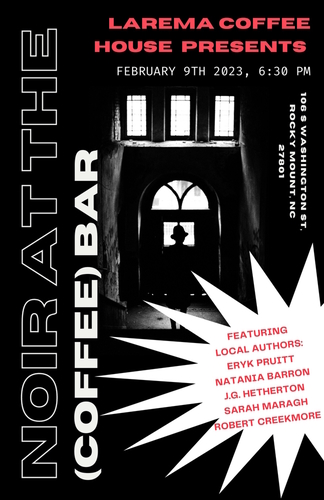 LAREMA COFFEE
HOUSE PRESENTS
FEBRUARY 9TH 2023, 6:30 PM
NOIR AT THE
(COFFEE) BAR
106 S WASHINGTON ST.
ROCKY MOUNT, NC
27801
FEATURING
LOCAL AUTHORS:
ERYK PRUITT
NATANIA BARRON
J.G. HETHERTON
SARAH MARAGH
ROBERT CREEKMORE